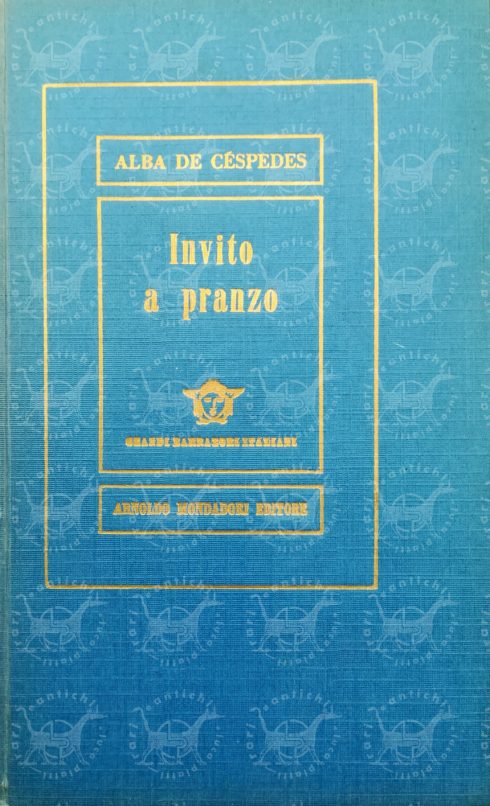 ALBA DE CÉSPEDES
Invito
a pranzo
GRANDI NARRATORI ITALIANI
ARNOLDO MONDADORI EDITORE